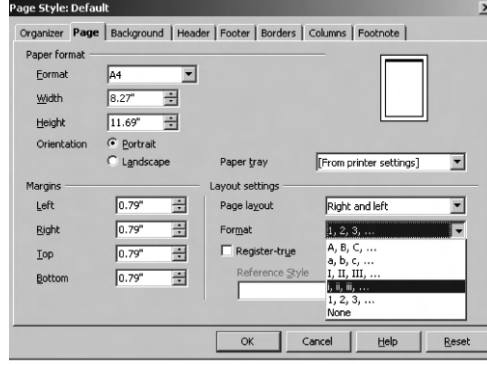 Page Style: Default
Organizer Page Background Header Footer Borders Columns Footnote
Paper format
Format A4
Width 8.27"
Height 11.69"
Orientation Portrait
Landscape
Paper tray [From printer settings]
Margins
Left 0.79"
Right 0.79"
Top 0.79"
Bottom 0.79"
Layout settings
Page layout Right and left
Format 1, 2, 3, ...
A, B, C, ...
a, b, c, ...
I, II, III, ...
i, ii, iii, ...
1, 2, 3, ...
None
Register-true
Reference Style
OK Cancel Help Reset